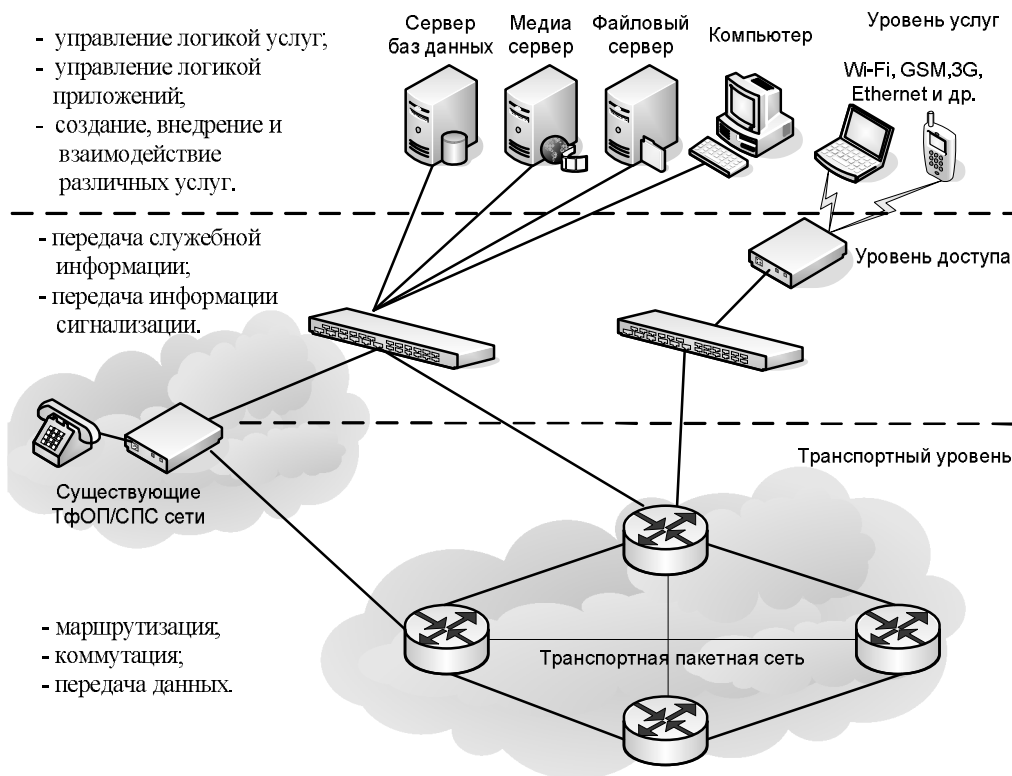 - управление логикой услуг;
- управление логикой
приложений;
- создание, внедрение и
взаимодействие
различных услуг.
Сервер
баз данных
Медиа
сервер
Файловый
сервер
Компьютер
Уровень услуг
Wi-Fi, GSM,3G,
Ethernet и др.
- передача служебной
информации;
- передача информации
сигнализации.
Уровень доступа
Существующие
ТфОП/СПС сети
Транспортный уровень
- маршрутизация;
- коммутация;
- передача данных.
Транспортная пакетная сеть